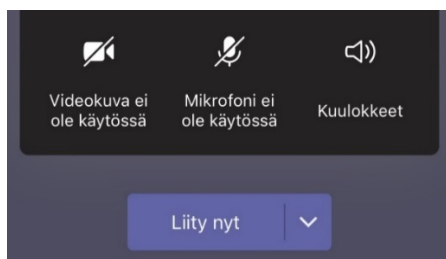 Videokuva ei
ole käytössä
Mikrofoni ei
ole käytössä
Kuulokkeet
Liity nyt